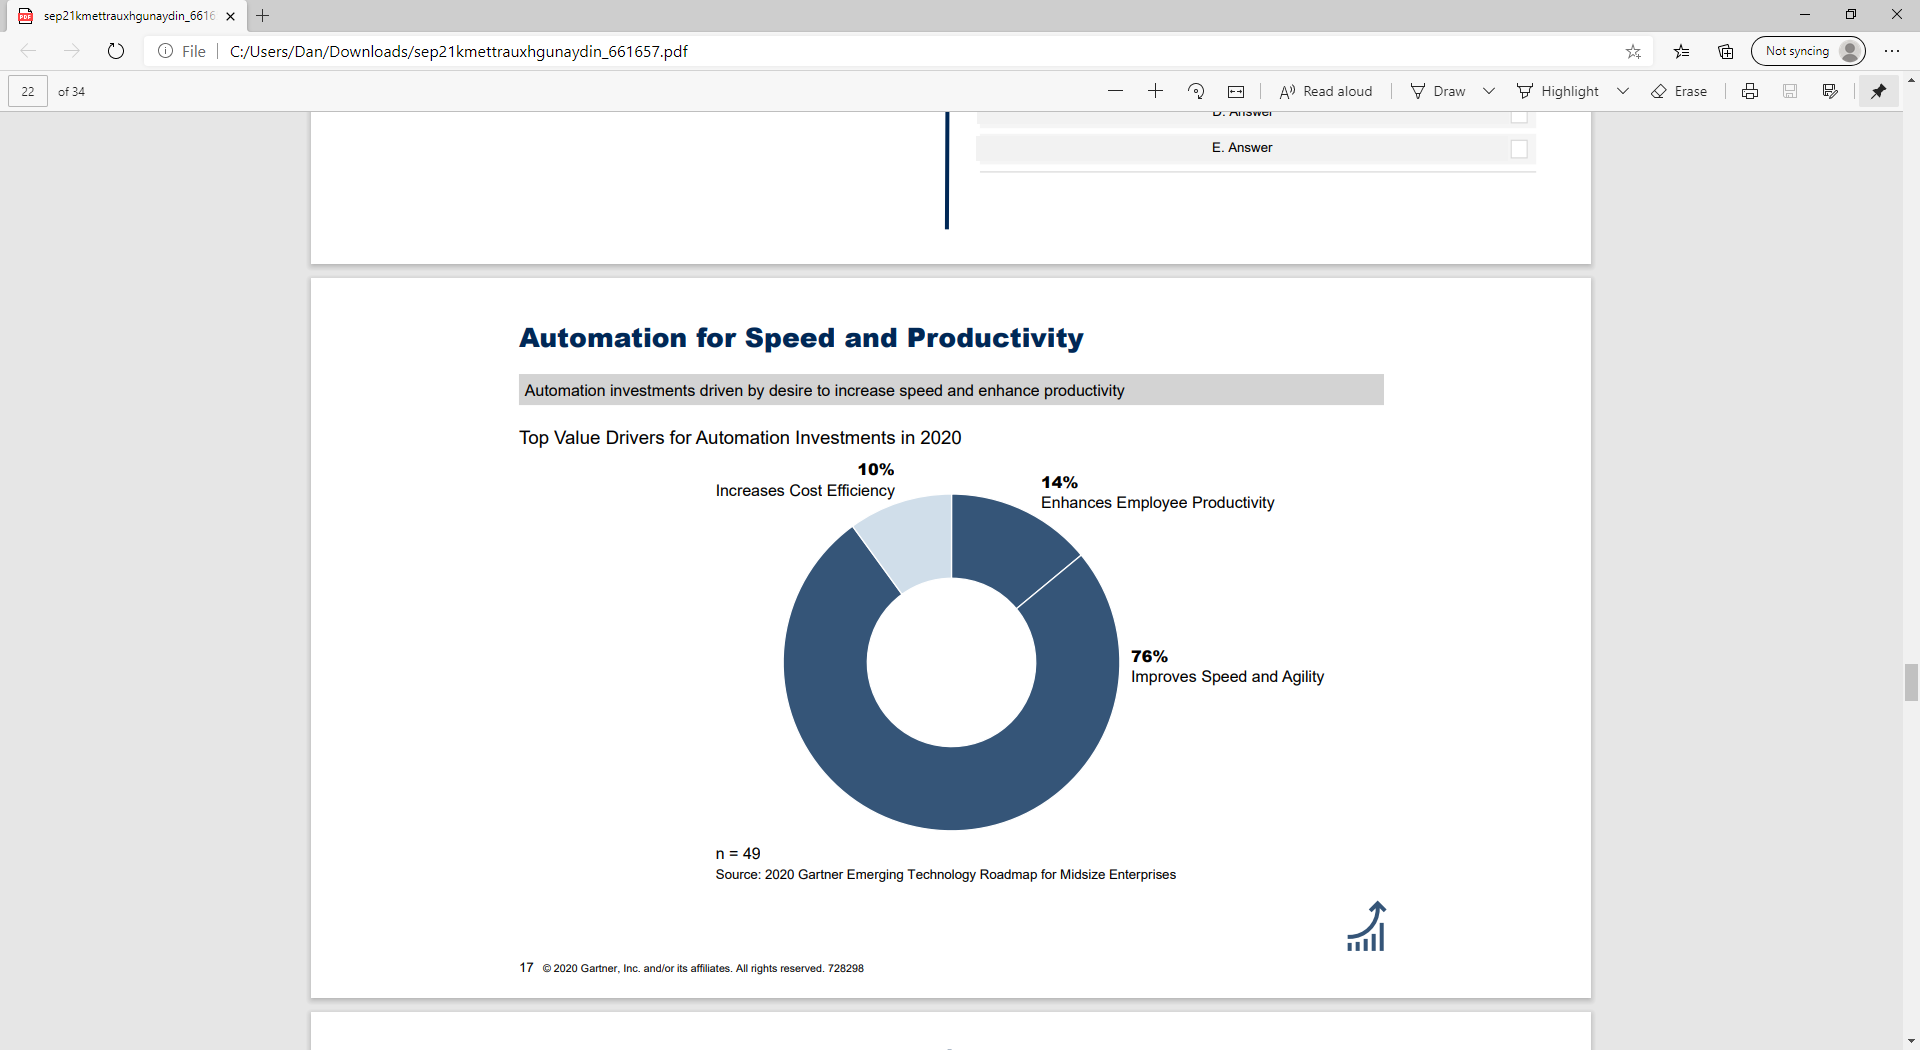 sep21kmettrauxhgunaydin_6616
File
C:/Users/Dan/Downloads/sep21kmettrauxhgunaydin_661657.pdf
Not syncing
22 of 34
Read aloud
Draw
Highlight
Erase
D. Answer
E. Answer
Automation for Speed and Productivity
Automation investments driven by desire to increase speed and enhance productivity
Top Value Drivers for Automation Investments in 2020
10%
Increases Cost Efficiency
14%
Enhances Employee Productivity
76%
Improves Speed and Agility
n = 49
Source: 2020 Gartner Emerging Technology Roadmap for Midsize Enterprises
17 © 2020 Gartner, Inc. and/or its affiliates. All rights reserved. 728298